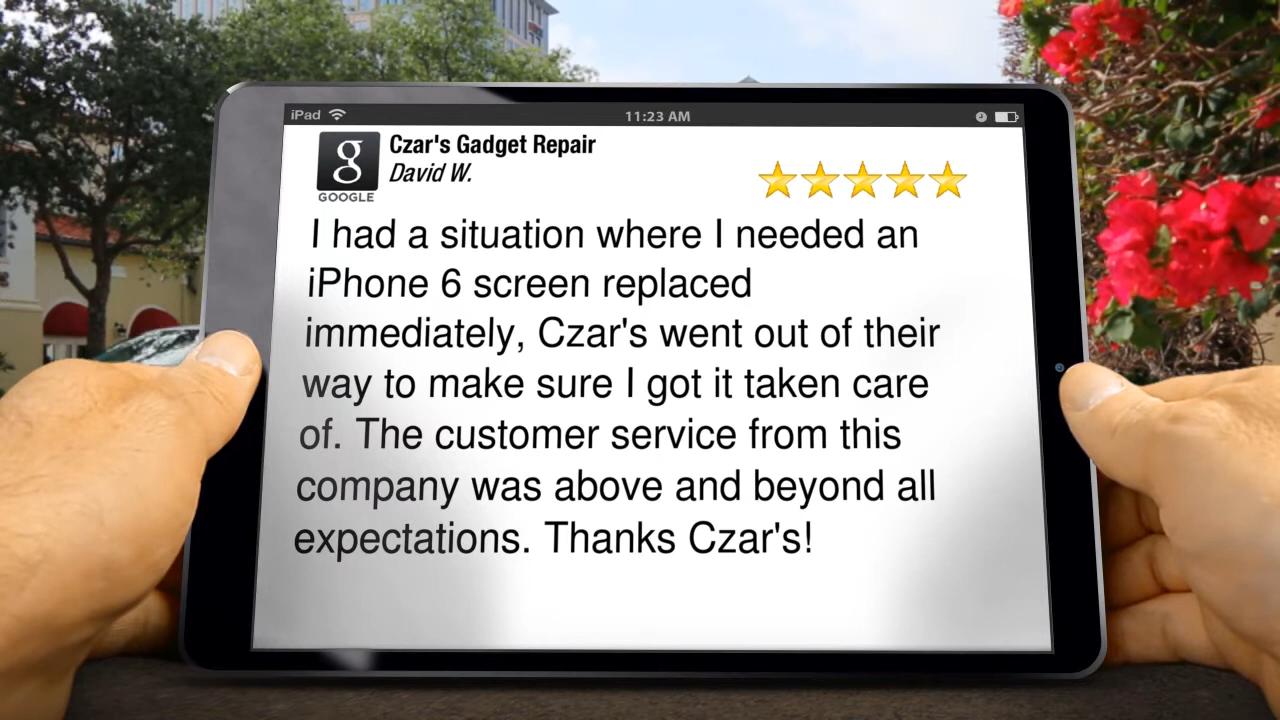 iPad
11:23 AM
Czar's Gadget Repair
David W.
g
GOOGLE
I had a situation where I needed an
iPhone 6 screen replaced
immediately, Czar's went out of their
way to make sure I got it taken care
of. The customer service from this
company was above and beyond all
expectations. Thanks Czar's!